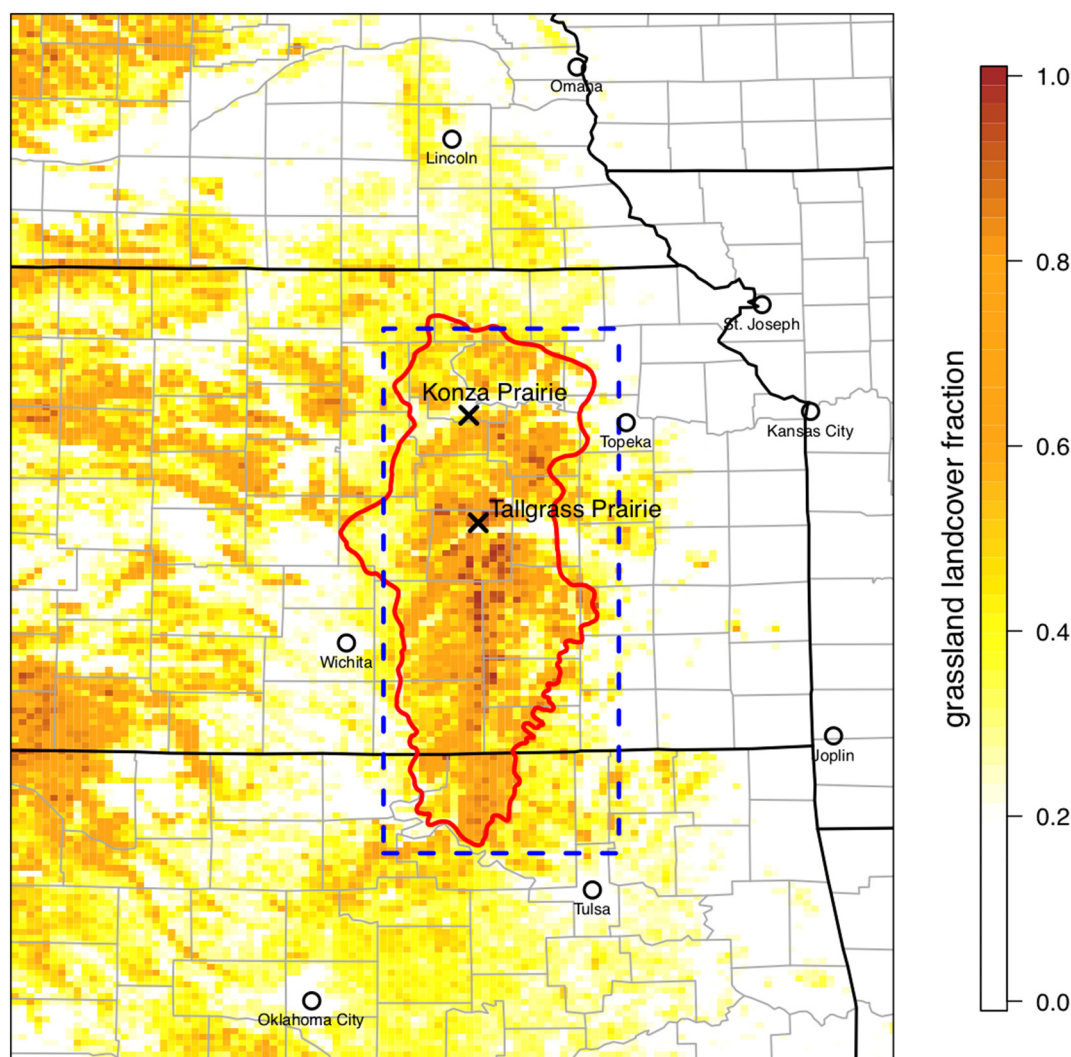 Omaha
Lincoln
St. Joseph
Konza Prairie
Kansas City
Topeka
Tallgrass Prairie
Wichita
Joplin
Tulsa
Oklahoma City
1.0
0.8
0.6
0.4
0.2
0.0
grassland landcover fraction